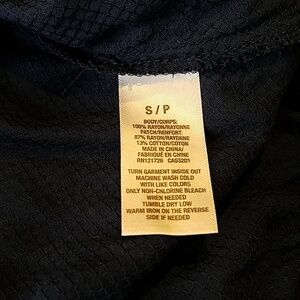 S / P
BODY/CORPS:
100% RAYON/RAYONNE
PATCH/RENFORT:
87% RAYON/RAYONNE
13% COTTON/COTON
MADE IN CHINA/
FABRIQUÉ EN CHINE
RN121726 CA53201
TURN GARMENT INSIDE OUT
MACHINE WASH COLD
WITH LIKE COLORS
ONLY NON-CHLORINE BLEACH
WHEN NEEDED
TUMBLE DRY LOW
WARM IRON ON THE REVERSE
SIDE IF NEEDED